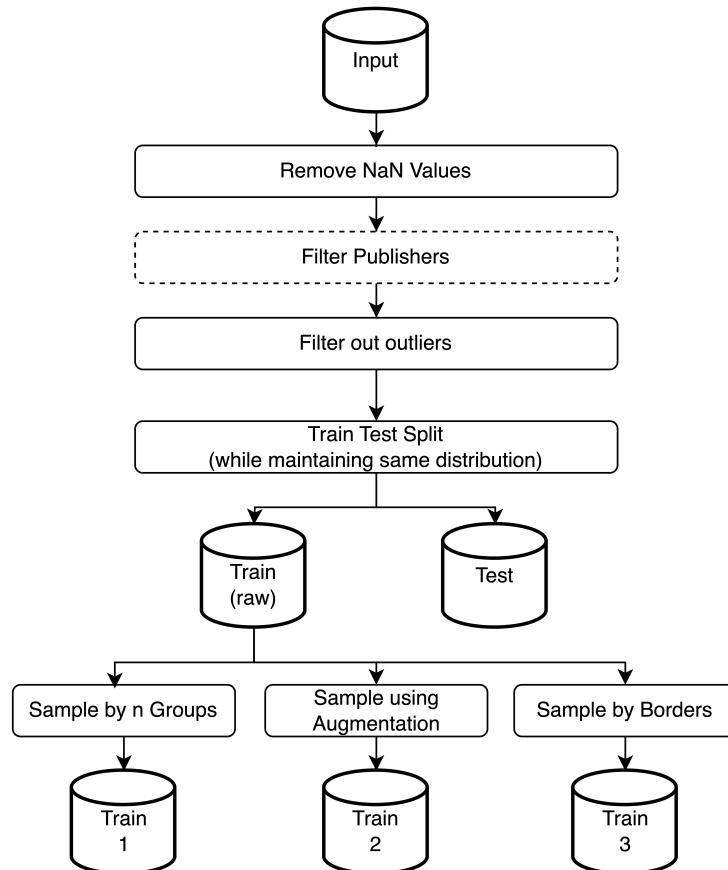 Input
Remove NaN Values
Filter Publishers
Filter out outliers
Train Test Split
(while maintaining same distribution)
Train
(raw)
Test
Sample by n Groups
Sample using
Augmentation
Sample by Borders
Train
1
Train
2
Train
3